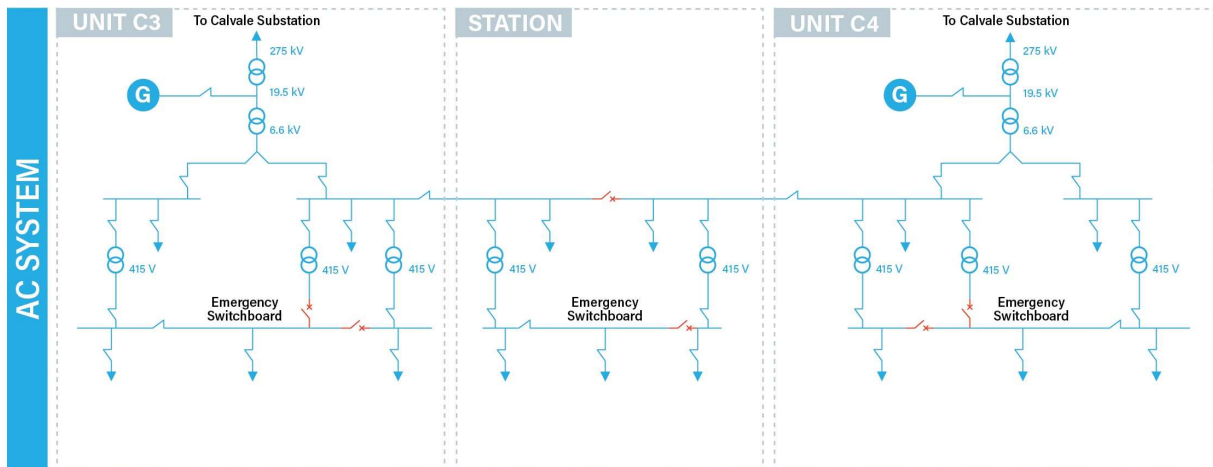 AC SYSTEM
UNIT C3
To Calvale Substation
275 kV
G
19.5 kV
6.6 kV
415 V
415 V
415 V
Emergency
Switchboard
STATION
415 V
415 V
Emergency
Switchboard
UNIT C4
To Calvale Substation
275 kV
G
19.5 kV
6.6 kV
415 V
415 V
415 V
Emergency
Switchboard